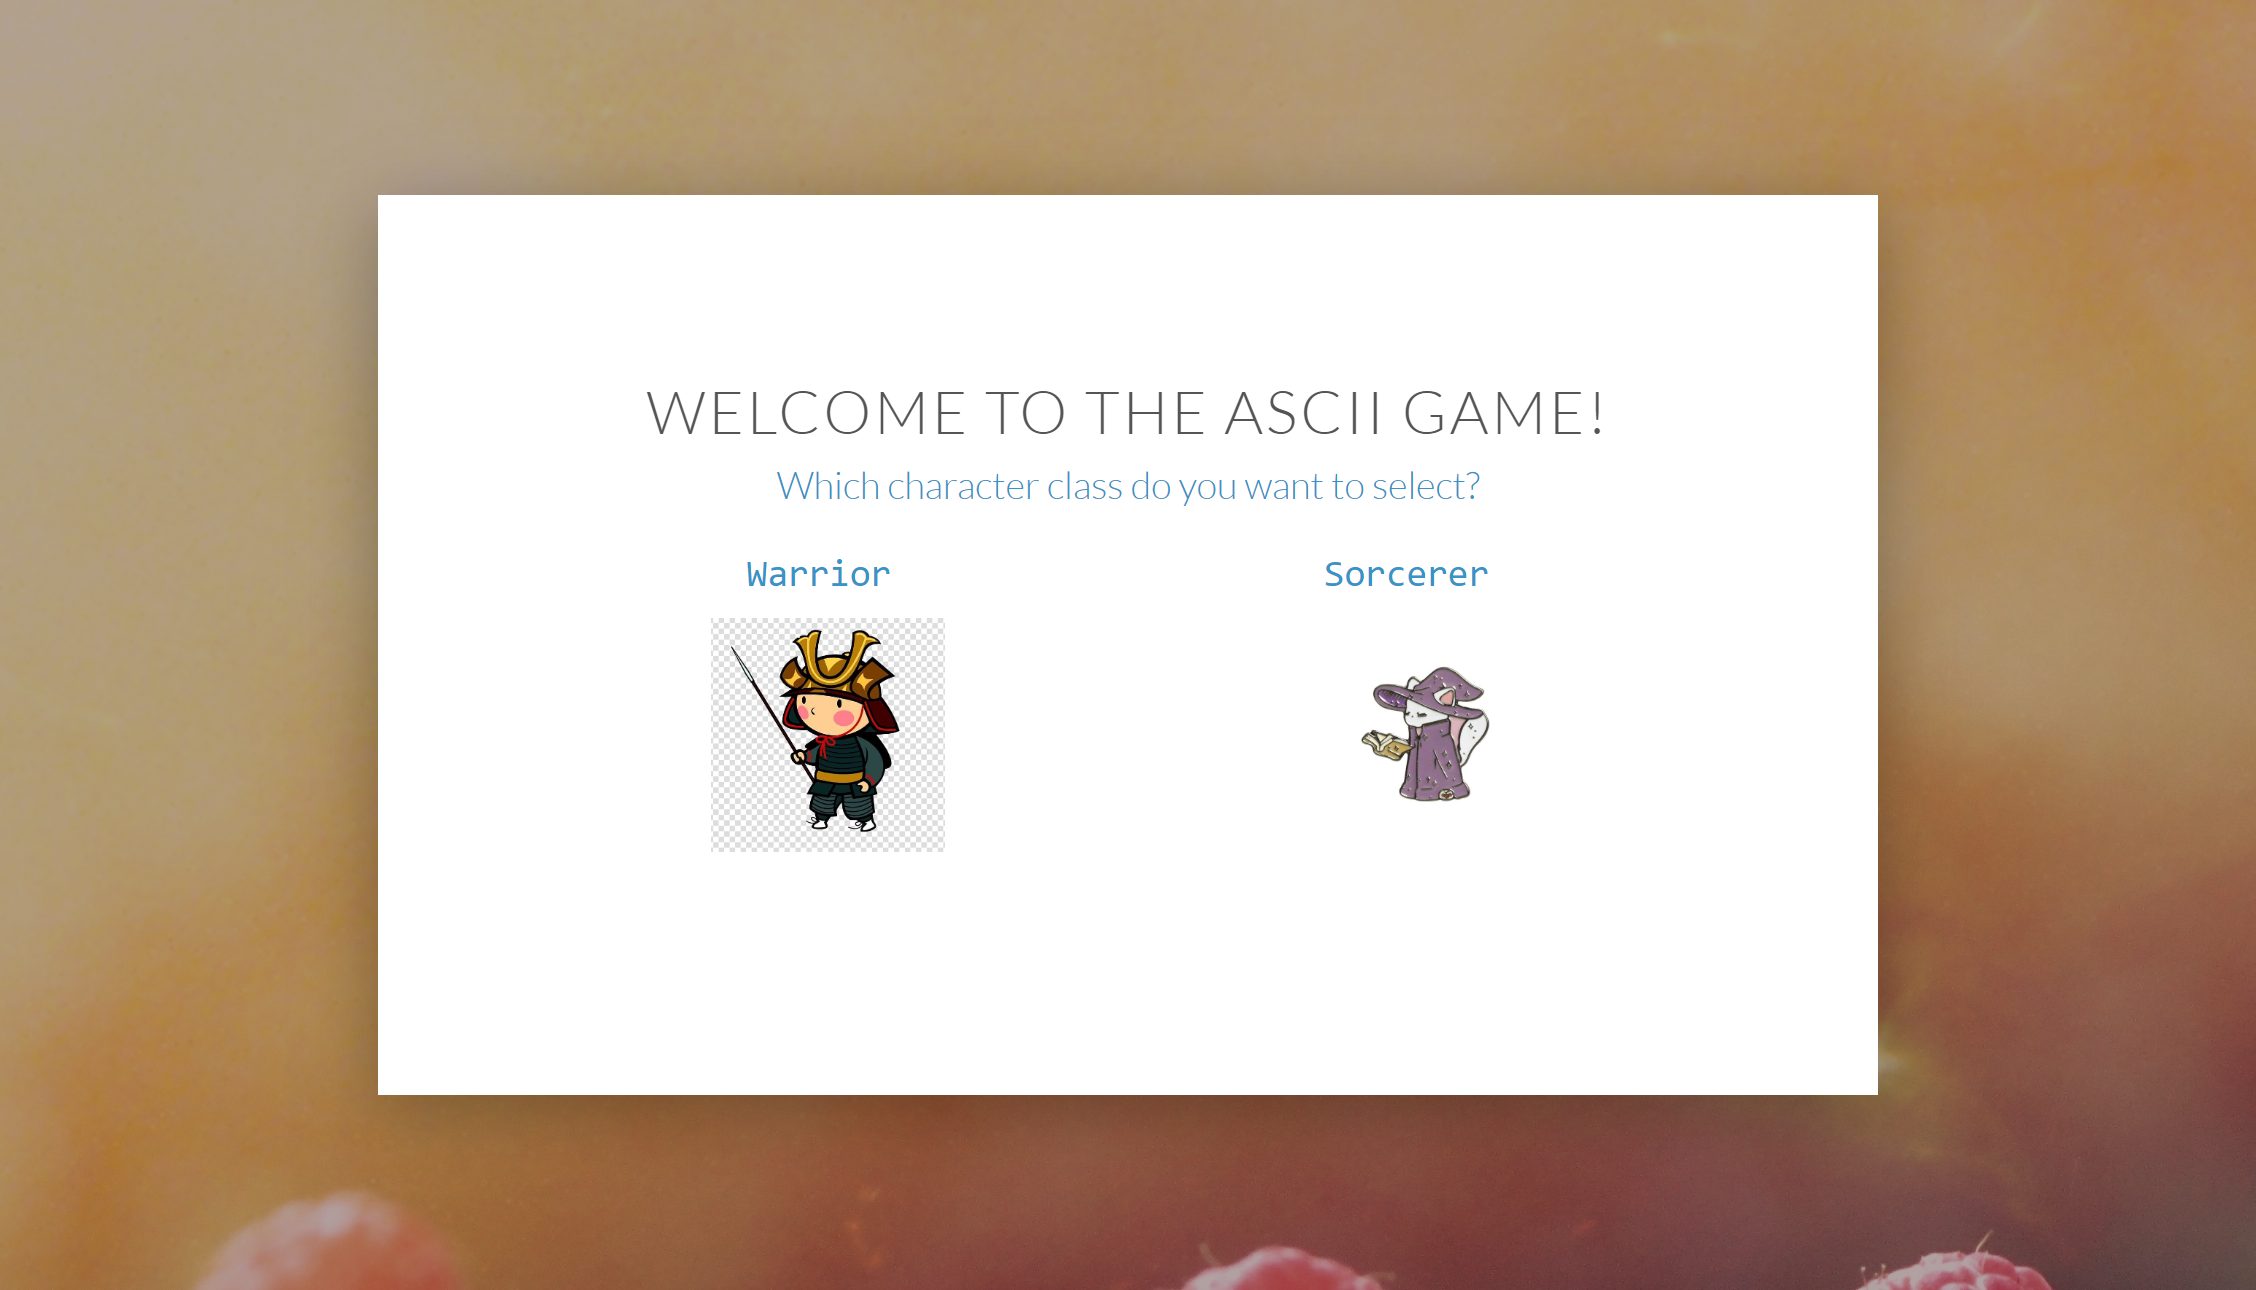 WELCOME TO THE ASCII GAME!
Which character class do you want to select?
Warrior
Sorcerer